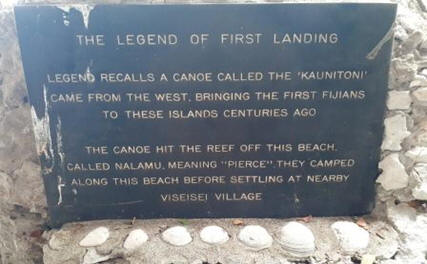 THE LEGEND OF FIRST LANDING
LEGEND RECALLS A CANOE CALLED THE 'KAUNITONI'
CAME FROM THE WEST, BRINGING THE FIRST FIJIANS
TO THESE ISLANDS CENTURIES AGO
THE CANOE HIT THE REEF OFF THIS BEACH,
CALLED NALAMU, MEANING "PIERCE". THEY CAMPED
ALONG THIS BEACH BEFORE SETTLING AT NEARBY
VISEISEI VILLAGE